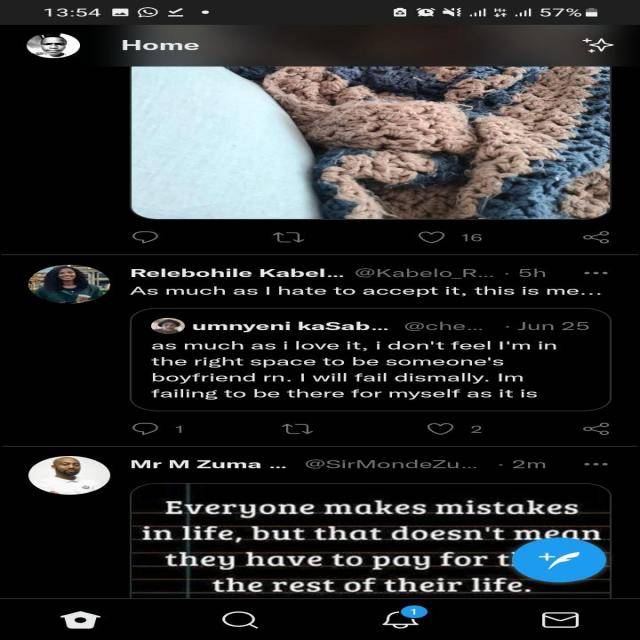 13:54
57%
Home
16
Relebohile Kabel... @Kabelo_R... · 5h
As much as I hate to accept it, this is me...
umnyeni kaSab... @che... · Jun 25
as much as i love it, i don't feel I'm in
the right space to be someone's
boyfriend rn. I will fail dismally. Im
failing to be there for myself as it is
1 2
Mr M Zuma ... @SirMondeZu... · 2m
Everyone makes mistakes
in life, but that doesn't mean
they have to pay for
the rest of their life.
1